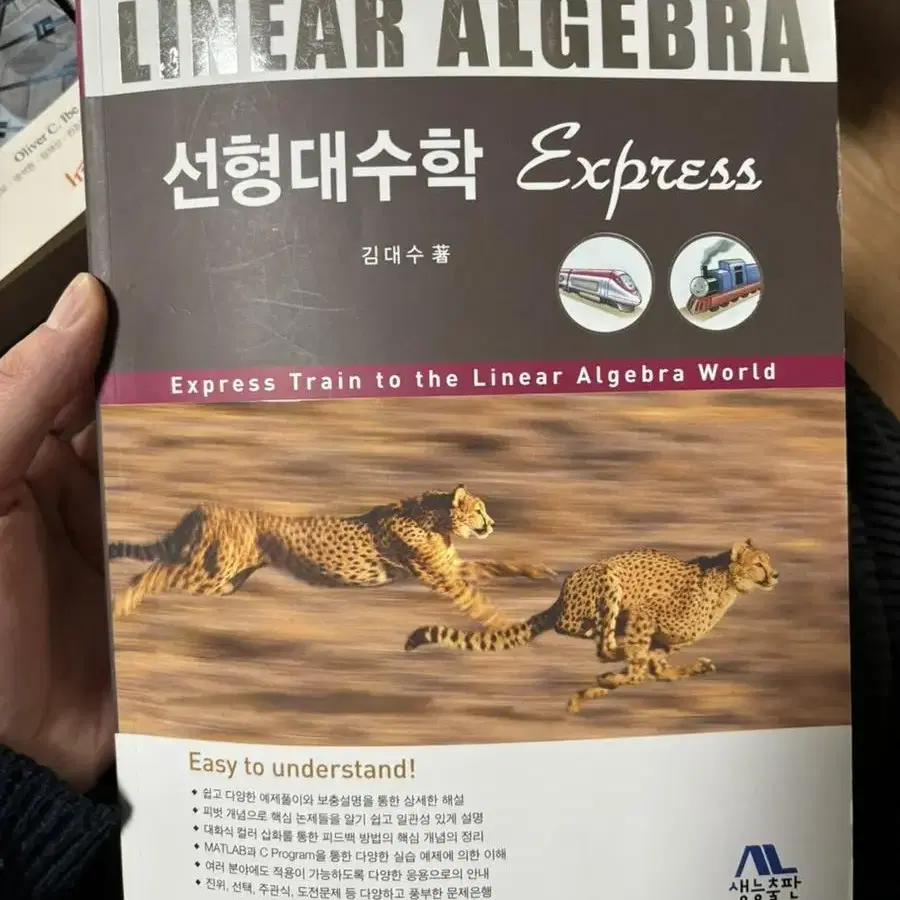 LINEAR ALGEBRA
선형대수학 Express
김대수 著
Express Train to the Linear Algebra World
Easy to understand!
쉽고 다양한 예제풀이와 보충설명을 통한 상세한 해설
피벗 개념으로 핵심 논제들을 알기 쉽고 일관성 있게 설명
대화식 컬러 삽화를 통한 피드백 방법의 핵심 개념의 정리
MATLAB과 C Program을 통한 다양한 실습 예제에 의한 이해
여러 분야에도 적용이 가능하도록 다양한 응용으로의 안내
진위, 선택, 주관식, 도전문제 등 다양하고 풍부한 문제은행
생능출판
Oliver C. Ibe